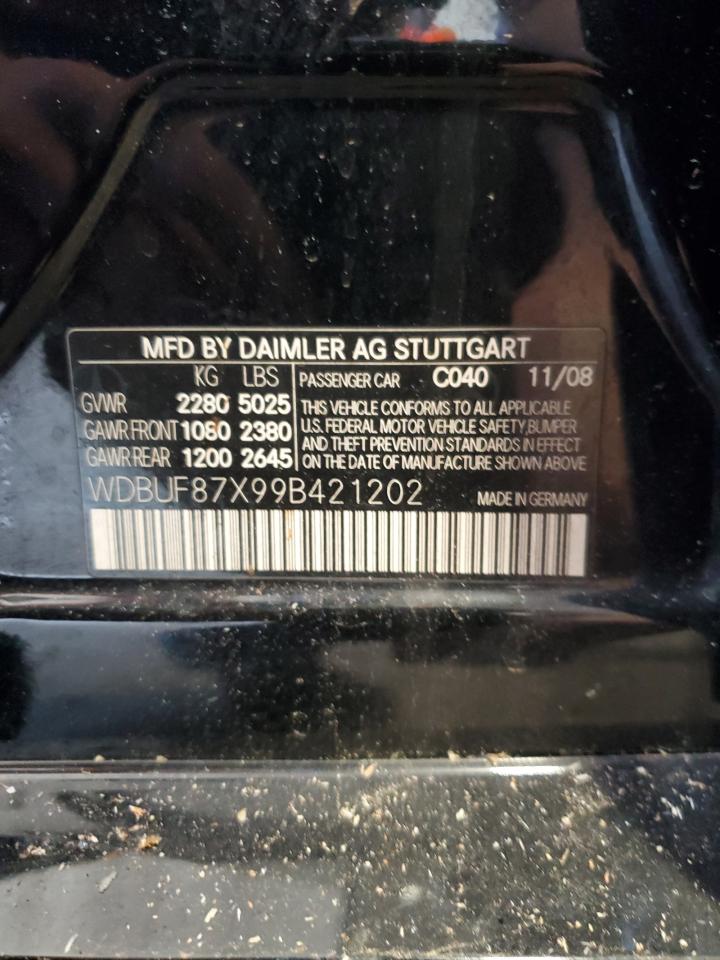 MFD BY DAIMLER AG STUTTGART
KG LBS
GVWR 2280 5025
GAWR FRONT 1080 2380
GAWR REAR 1200 2645
PASSENGER CAR C040 11/08
THIS VEHICLE CONFORMS TO ALL APPLICABLE
U.S. FEDERAL MOTOR VEHICLE SAFETY,BUMPER
AND THEFT PREVENTION STANDARDS IN EFFECT
ON THE DATE OF MANUFACTURE SHOWN ABOVE
WDBUF87X99B421202
MADE IN GERMANY